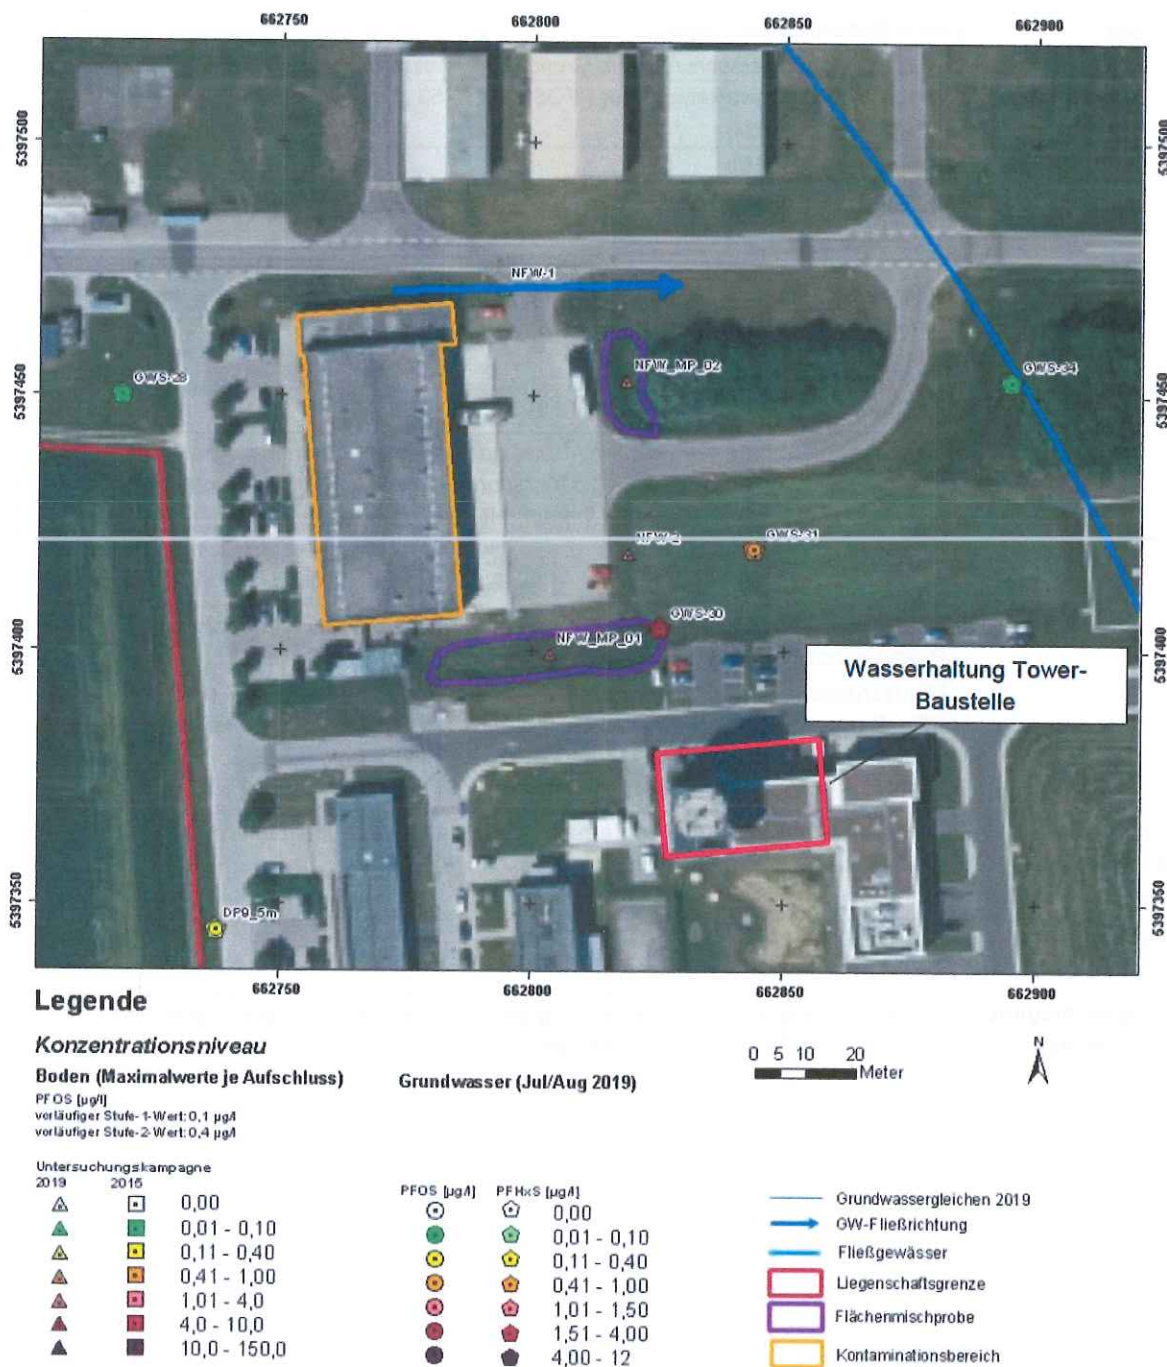 662750 662800 662850 662900
5397500 5397500
NFW-1
NFW_MP_02
GWS-28 GWS-34
5397450 5397450
NFW-2 GWS-31
GWS-30
NFW_MP_01
5397400 5397400
Wasserhaltung Tower-
Baustelle
5397350 5397350
DP9_5m
662750 662800 662850 662900
Legende
Konzentrationsniveau
Boden (Maximalwerte je Aufschluss)
PFOS [µg/l]
vorläufiger Stufe-1-Wert: 0,1 µg/l
vorläufiger Stufe-2-Wert: 0,4 µg/l
Untersuchungskampagne
2019 2015
0,00
0,01 - 0,10
0,11 - 0,40
0,41 - 1,00
1,01 - 4,0
4,0 - 10,0
10,0 - 150,0
Grundwasser (Jul/Aug 2019)
PFOS [µg/l] PFHxS [µg/l]
0,00
0,01 - 0,10
0,11 - 0,40
0,41 - 1,00
1,01 - 1,50
1,51 - 4,00
4,00 - 12
0 5 10 20
Meter
N
Grundwassergleichen 2019
GW-Fließrichtung
Fließgewässer
Liegenschaftsgrenze
Flächenmischprobe
Kontaminationsbereich